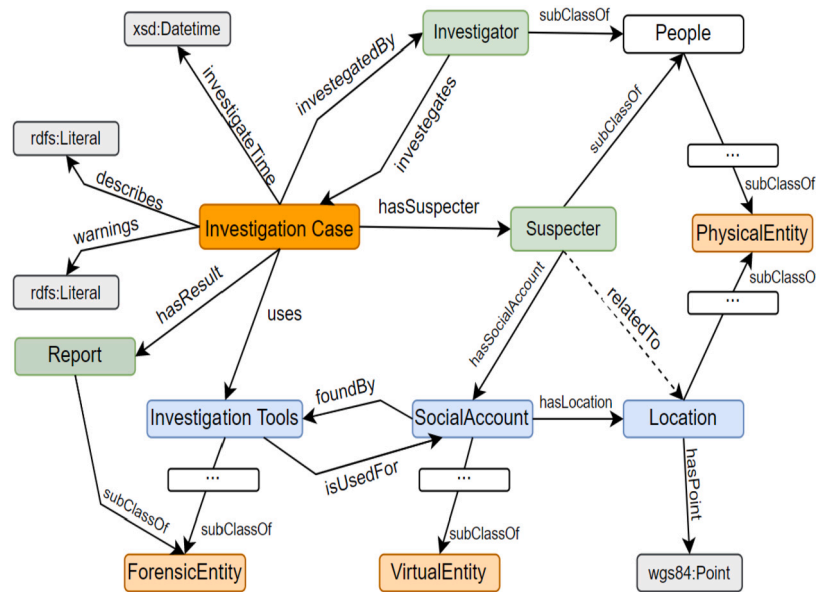 xsd:Datetime
Investigator
subClassOf
People
investegatedBy
investigateTime
investegates
subClassOf
rdfs:Literal
...
describes
subClassOf
hasSuspecter
Investigation Case
Suspecter
PhysicalEntity
warnings
subClassO
rdfs:Literal
hasResult
...
uses
hasSocialAccount
relatedTo
Report
foundBy
Investigation Tools
SocialAccount
hasLocation
Location
isUsedFor
...
...
hasPoint
subClassOf
subClassOf
subClassOf
ForensicEntity
VirtualEntity
wgs84:Point